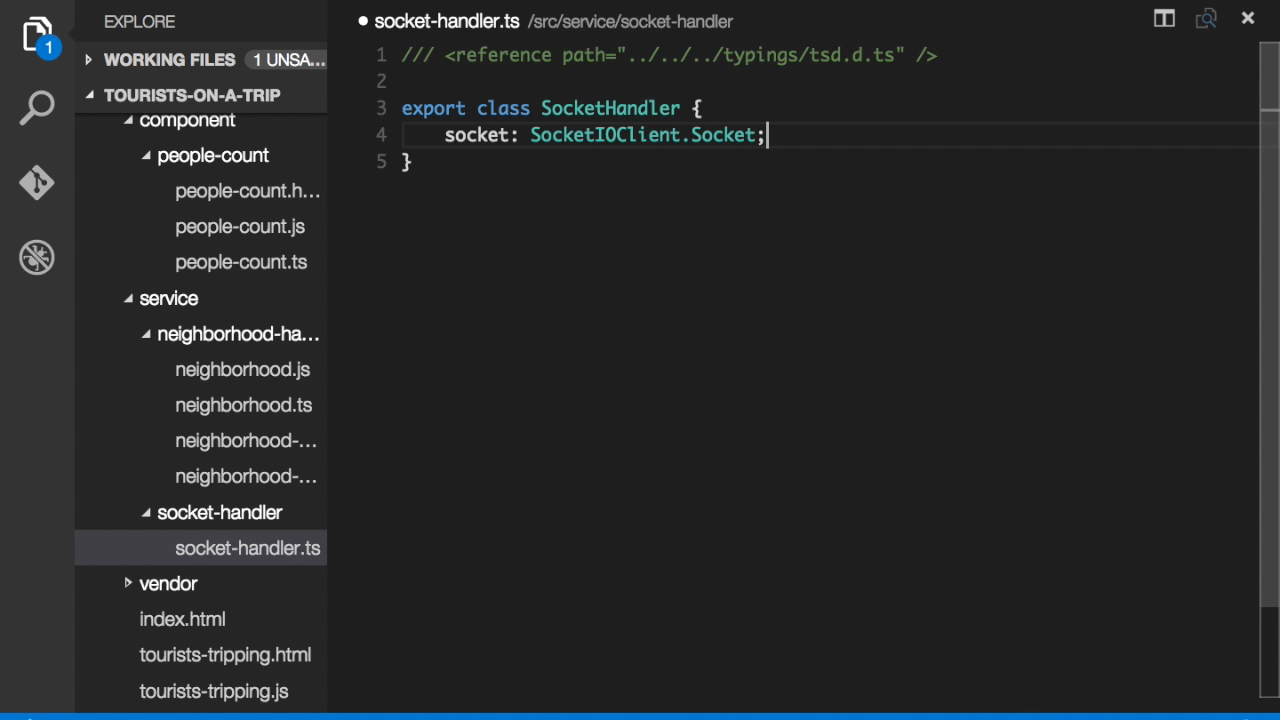 EXPLORE
WORKING FILES 1 UNSA...
TOURISTS-ON-A-TRIP
component
people-count
people-count.h...
people-count.js
people-count.ts
service
neighborhood-ha...
neighborhood.js
neighborhood.ts
neighborhood-...
neighborhood-...
socket-handler
socket-handler.ts
vendor
index.html
tourists-tripping.html
tourists-tripping.js
1
socket-handler.ts /src/service/socket-handler
1 /// <reference path="../../../typings/tsd.d.ts" />
2
3 export class SocketHandler {
4 socket: SocketIOClient.Socket;
5 }